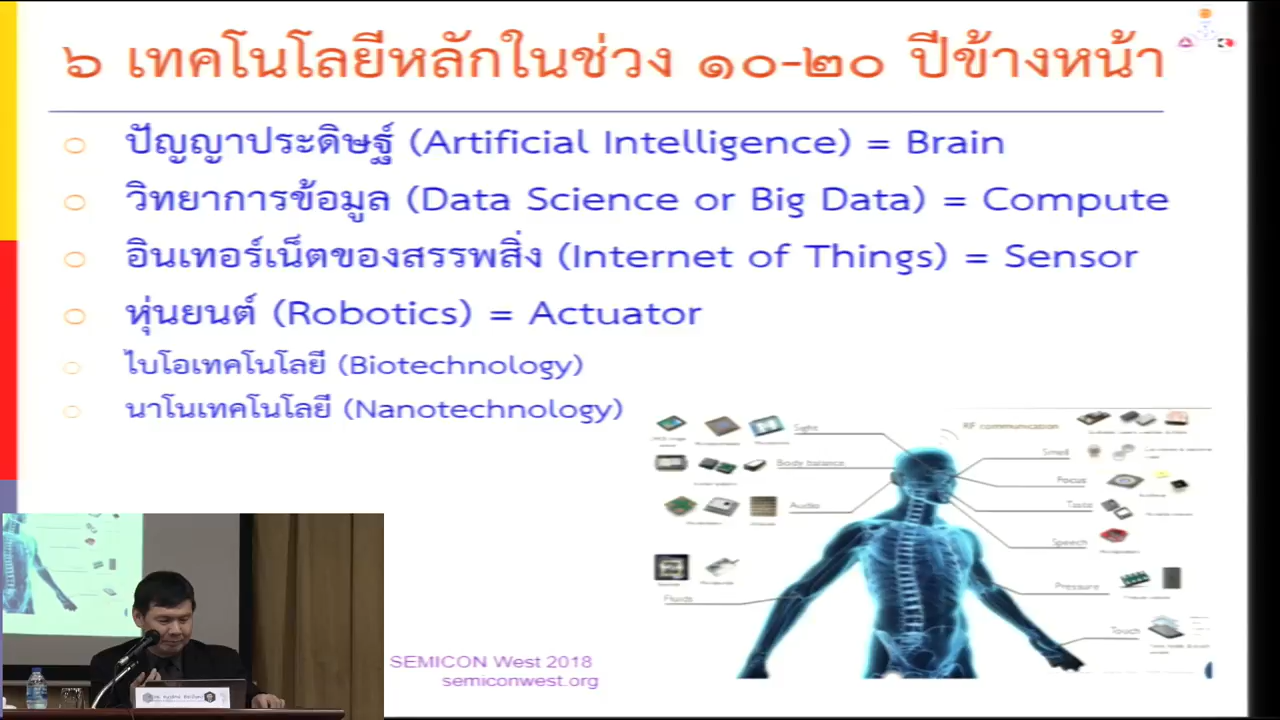 ๖ เทคโนโลยีหลักในช่วง ๑๐-๒๐ ปีข้างหน้า
ปัญญาประดิษฐ์ (Artificial Intelligence) = Brain
วิทยาการข้อมูล (Data Science or Big Data) = Compute
อินเทอร์เน็ตของสรรพสิ่ง (Internet of Things) = Sensor
หุ่นยนต์ (Robotics) = Actuator
ไบโอเทคโนโลยี (Biotechnology)
นาโนเทคโนโลยี (Nanotechnology)
Sight
RF communication
Body balance
Smell
Focus
Audio
Taste
Speech
Pressure
Fluids
Touch
SEMICON West 2018
semiconwest.org